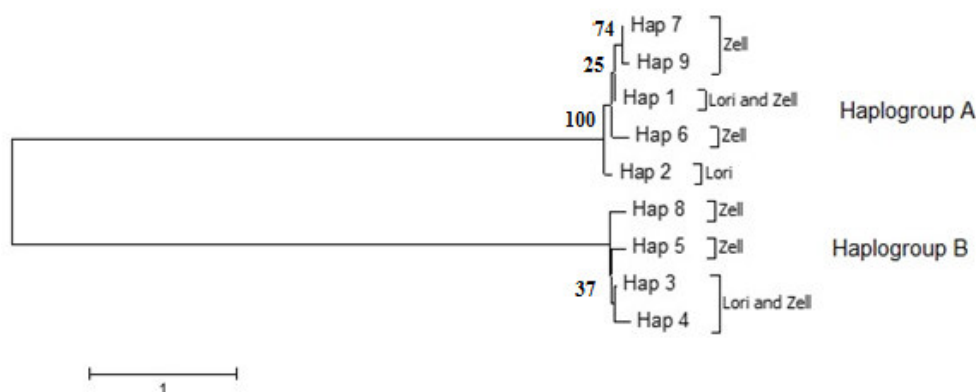 74 Hap 7
Zell
25 Hap 9
Hap 1 Lori and Zell
Haplogroup A
100
Hap 6 Zell
Hap 2 Lori
Hap 8 Zell
Hap 5 Zell
Haplogroup B
37 Hap 3
Lori and Zell
Hap 4
1